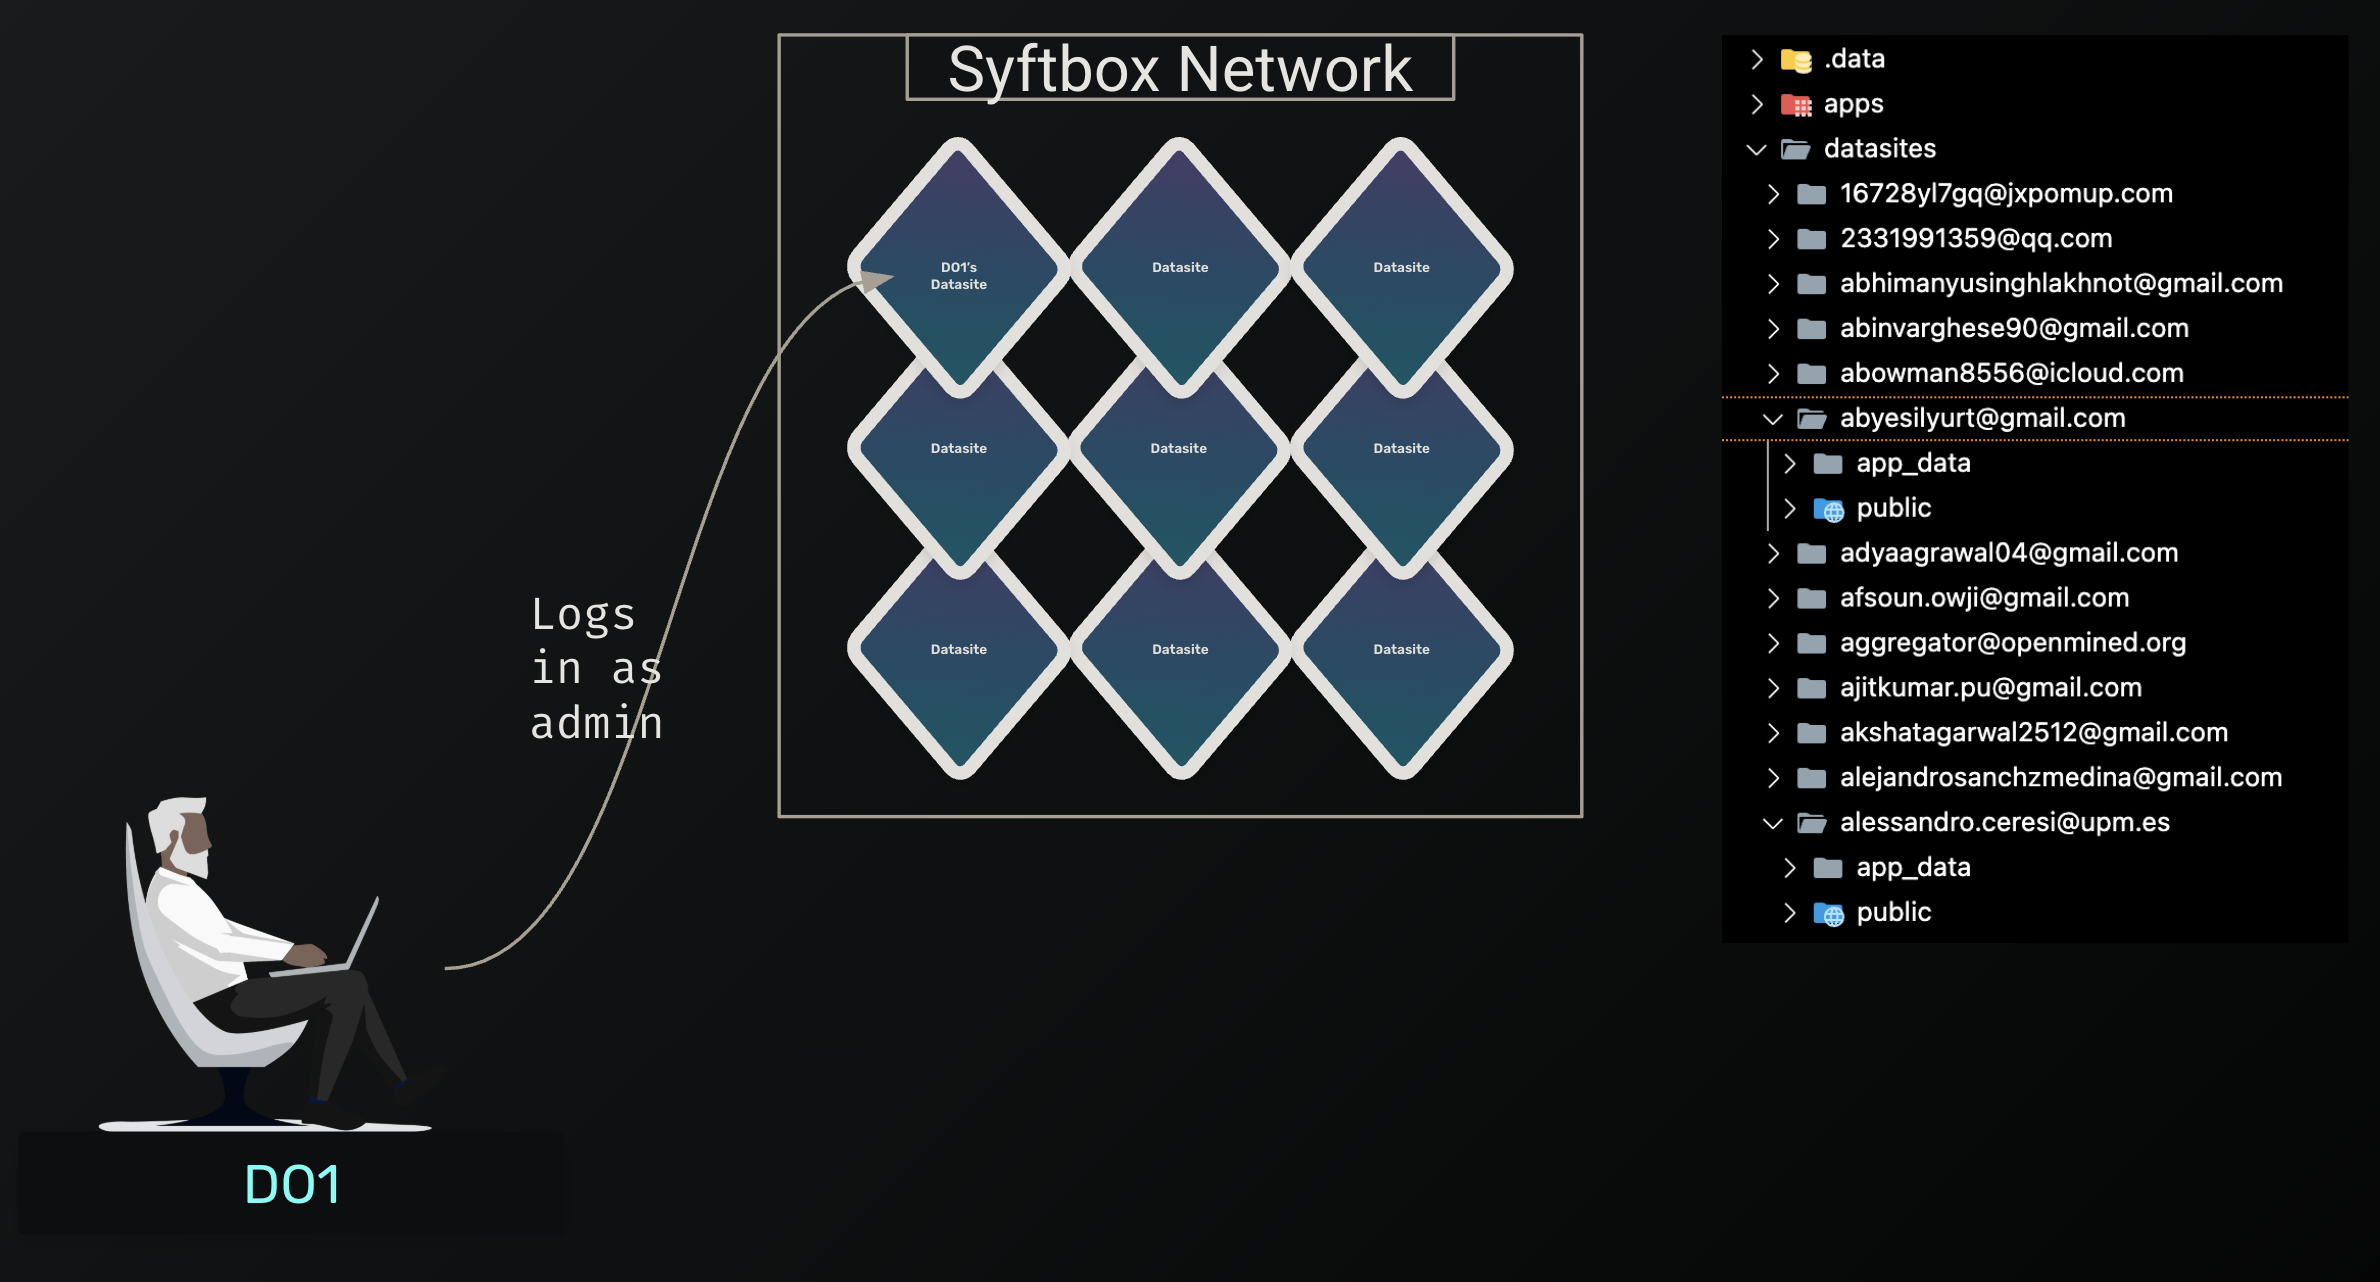 Syftbox Network
DO1's
Datasite
Datasite
Datasite
Datasite
Datasite
Datasite
Datasite
Datasite
Datasite
Logs
in as
admin
DO1
.data
apps
datasites
16728yl7gq@jxpomup.com
2331991359@qq.com
abhimanyusinghlakhnot@gmail.com
abinvarghese90@gmail.com
abowman8556@icloud.com
abyesilyurt@gmail.com
app_data
public
adyaagrawal04@gmail.com
afsoun.owji@gmail.com
aggregator@openmined.org
ajitkumar.pu@gmail.com
akshatagarwal2512@gmail.com
alejandrosanchzmedina@gmail.com
alessandro.ceresi@upm.es
app_data
public